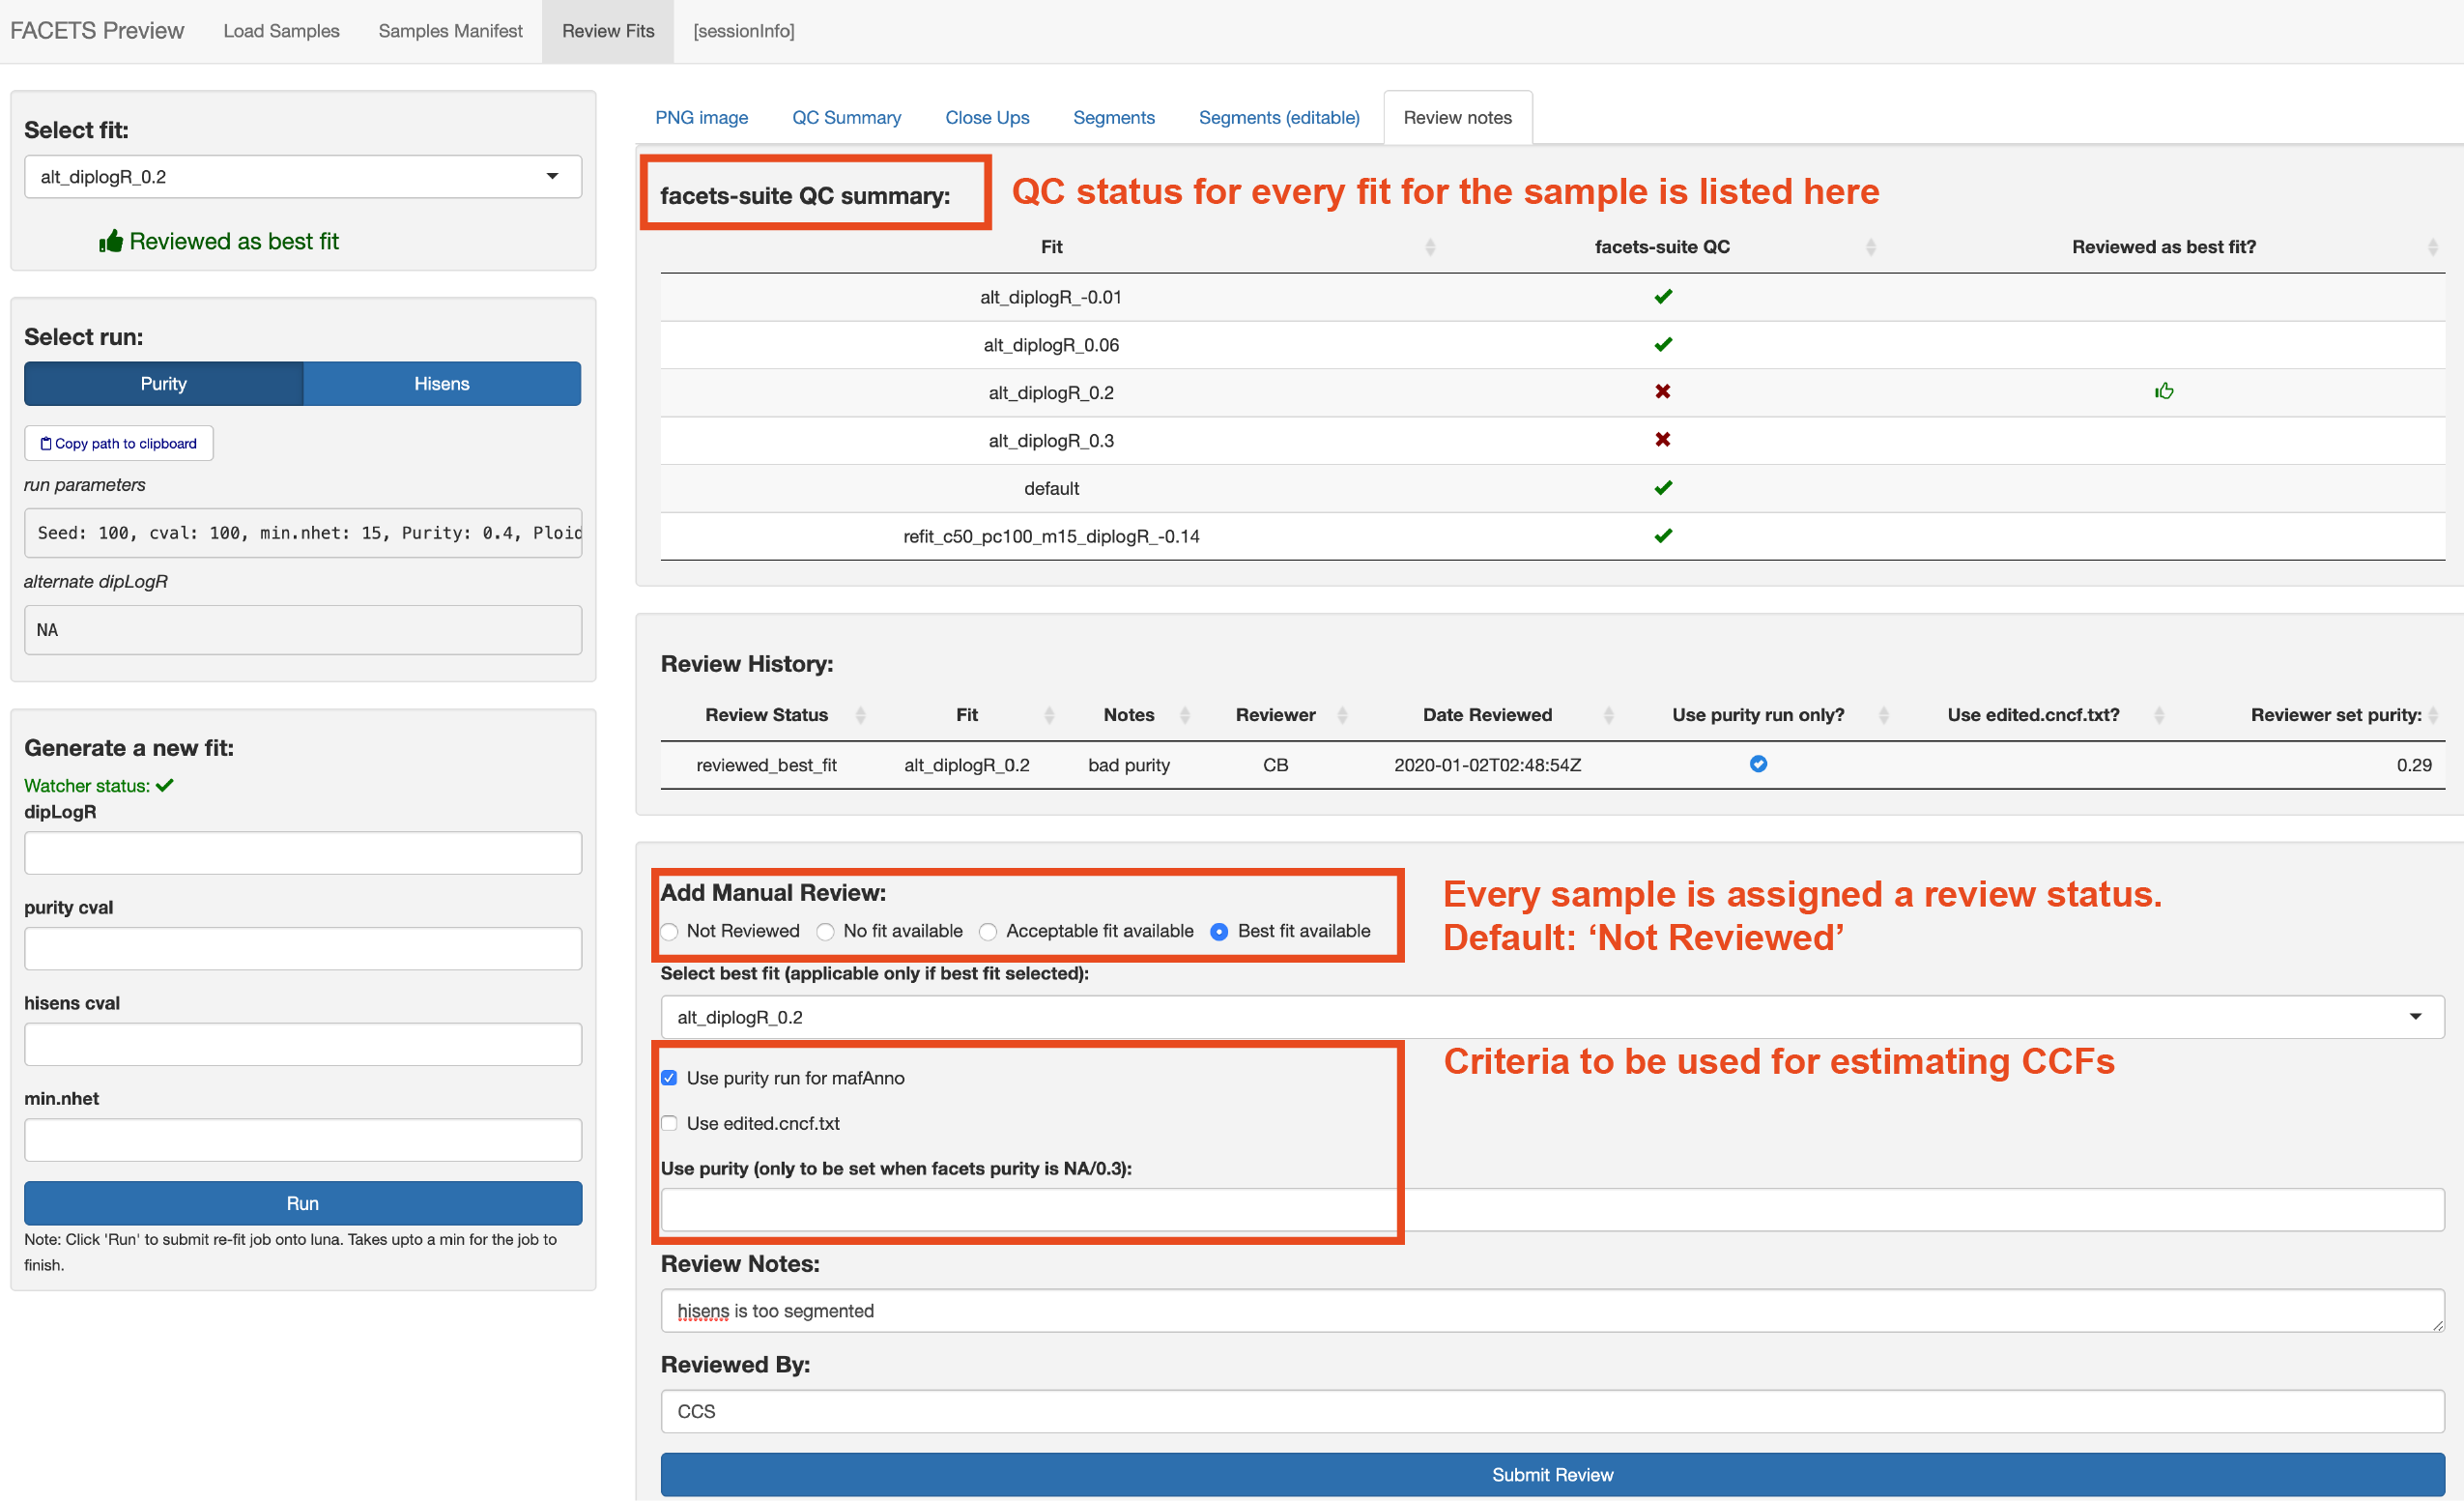 FACETS Preview Load Samples Samples Manifest Review Fits [sessionInfo]
Select fit:
alt_diplogR_0.2
Reviewed as best fit
Select run:
Purity Hisens
Copy path to clipboard
run parameters
Seed: 100, cval: 100, min.nhet: 15, Purity: 0.4, Ploid
alternate dipLogR
NA
Generate a new fit:
Watcher status:
dipLogR
purity cval
hisens cval
min.nhet
Run
Note: Click 'Run' to submit re-fit job onto luna. Takes upto a min for the job to
finish.
PNG image QC Summary Close Ups Segments Segments (editable) Review notes
facets-suite QC summary: QC status for every fit for the sample is listed here
Fit facets-suite QC Reviewed as best fit?
alt_diplogR_-0.01
alt_diplogR_0.06
alt_diplogR_0.2
alt_diplogR_0.3
default
refit_c50_pc100_m15_diplogR_-0.14
Review History:
Review Status Fit Notes Reviewer Date Reviewed Use purity run only? Use edited.cncf.txt? Reviewer set purity:
reviewed_best_fit alt_diplogR_0.2 bad purity CB 2020-01-02T02:48:54Z 0.29
Add Manual Review:
Not Reviewed No fit available Acceptable fit available Best fit available
Every sample is assigned a review status.
Default: ‘Not Reviewed’
Select best fit (applicable only if best fit selected):
alt_diplogR_0.2
Criteria to be used for estimating CCFs
Use purity run for mafAnno
Use edited.cncf.txt
Use purity (only to be set when facets purity is NA/0.3):
Review Notes:
hisens is too segmented
Reviewed By:
CCS
Submit Review